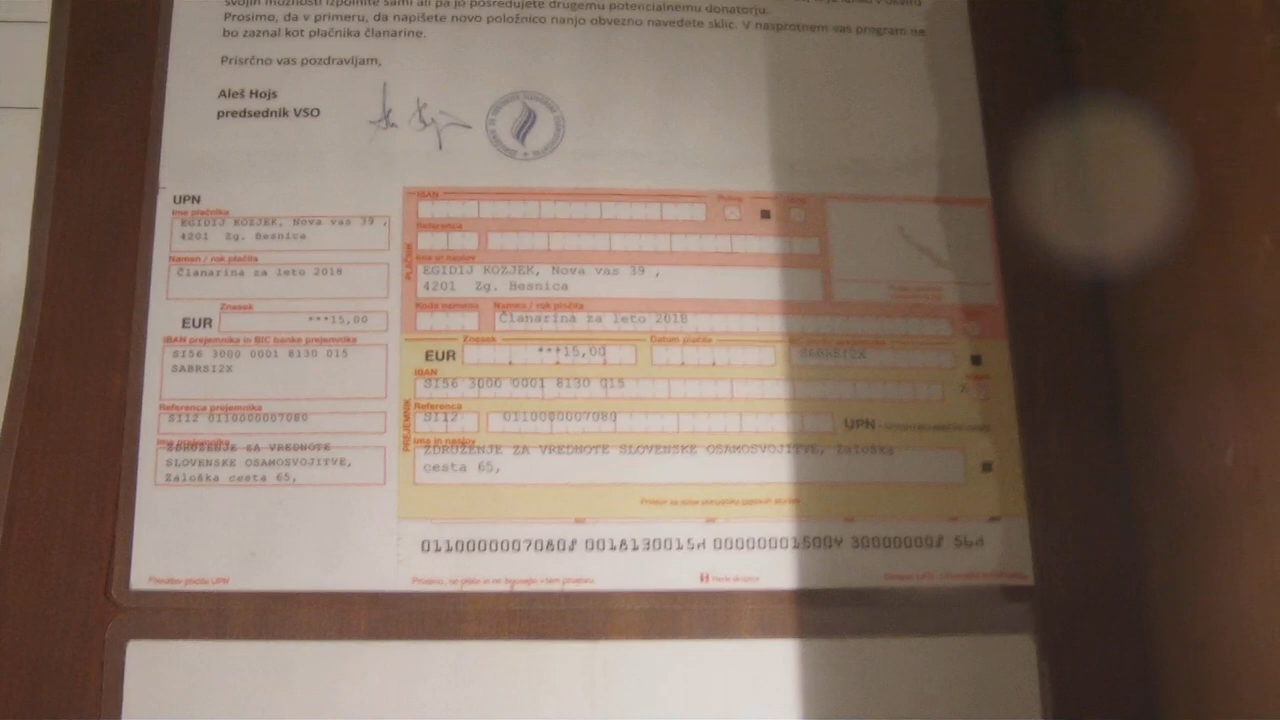 svojih možnosti izpolnite sami ali pa jo posredujete drugemu potencialnemu donatorju.
Prosimo, da v primeru, da napišete novo položnico nanjo obvezno navedete sklic. V nasprotnem vas program ne
bo zaznal kot plačnika članarine.
Prisrčno vas pozdravljam,
Aleš Hojs
predsednik VSO
UPN
Ime plačnika
EGIDIJ KOZJEK, Nova vas 39 ,
4201 Zg. Besnica
Namen / rok plačila
Članarina za leto 2018
Znesek
EUR ***15,00
IBAN prejemnika in BIC banke prejemnika
SI56 3000 0001 8130 015
SABRSI2X
Referenca prejemnika
SI12 0110000007080
Ime prejemnika
ZDRUŽENJE ZA VREDNOTE
SLOVENSKE OSAMOSVOJITVE,
Zaloška cesta 65,
PLAČNIK
IBAN
Referenca
Ime in naslov
EGIDIJ KOZJEK, Nova vas 39 ,
4201 Zg. Besnica
Koda namena Namen / rok plačila
Članarina za leto 2018
PREJEMNIK
Znesek Datum plačila
EUR ***15,00 SABRSI2X
IBAN
SI56 3000 0001 8130 015
Referenca
SI12 0110000007080 UPN
Ime in naslov
ZDRUŽENJE ZA VREDNOTE SLOVENSKE OSAMOSVOJITVE, Zaloška
cesta 65,